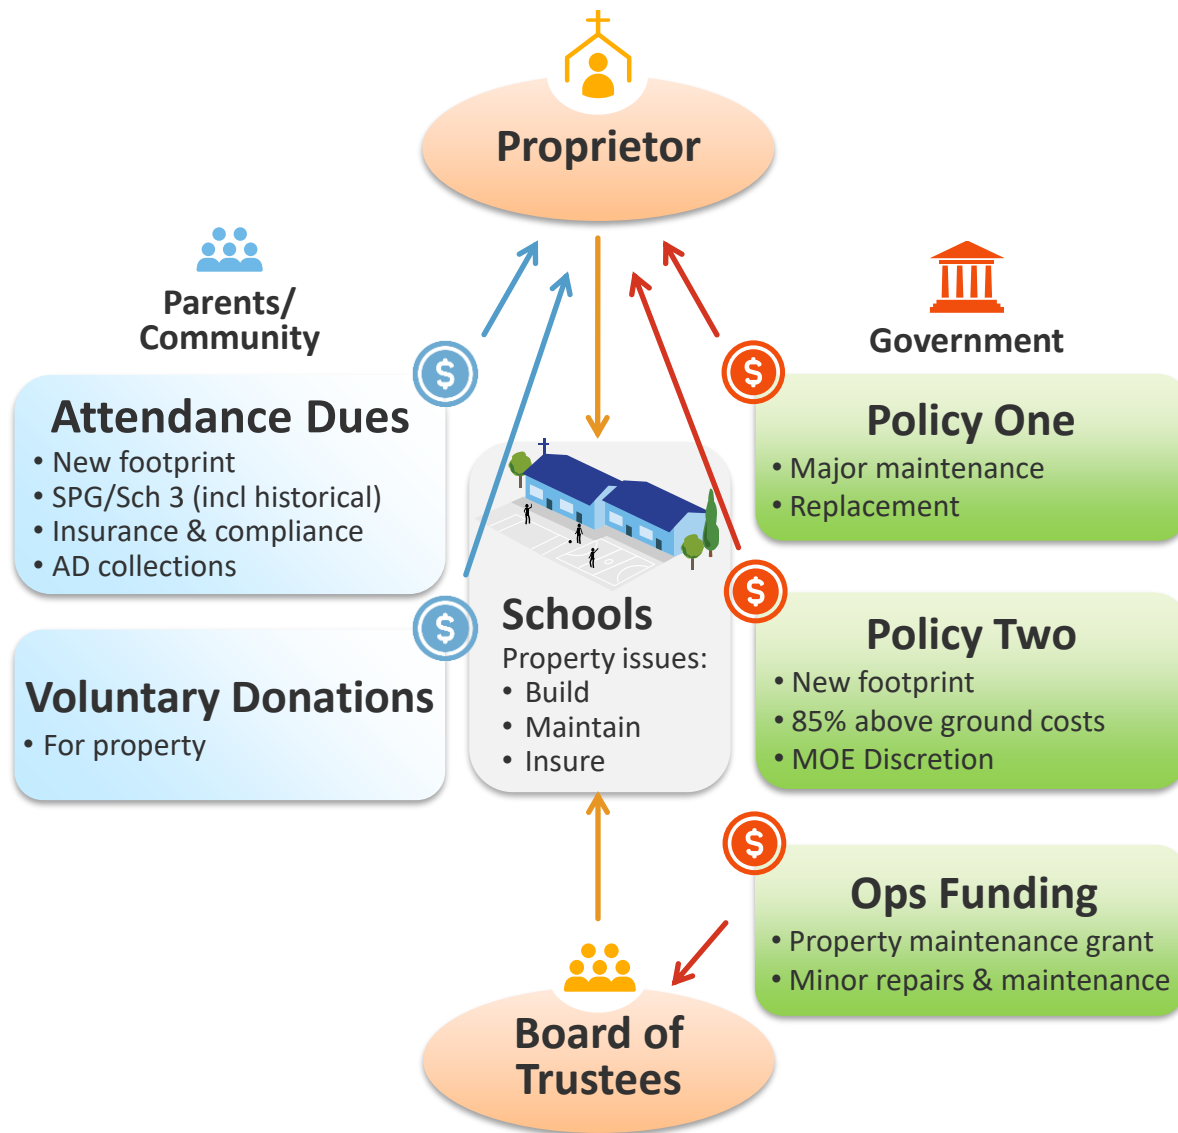 Proprietor
Parents/
Community
Government
$
Attendance Dues
• New footprint
• SPG/Sch 3 (incl historical)
• Insurance & compliance
• AD collections
$
Voluntary Donations
• For property
Schools
Property issues:
• Build
• Maintain
• Insure
$
Policy One
• Major maintenance
• Replacement
$
Policy Two
• New footprint
• 85% above ground costs
• MOE Discretion
$
Ops Funding
• Property maintenance grant
• Minor repairs & maintenance
Board of
Trustees